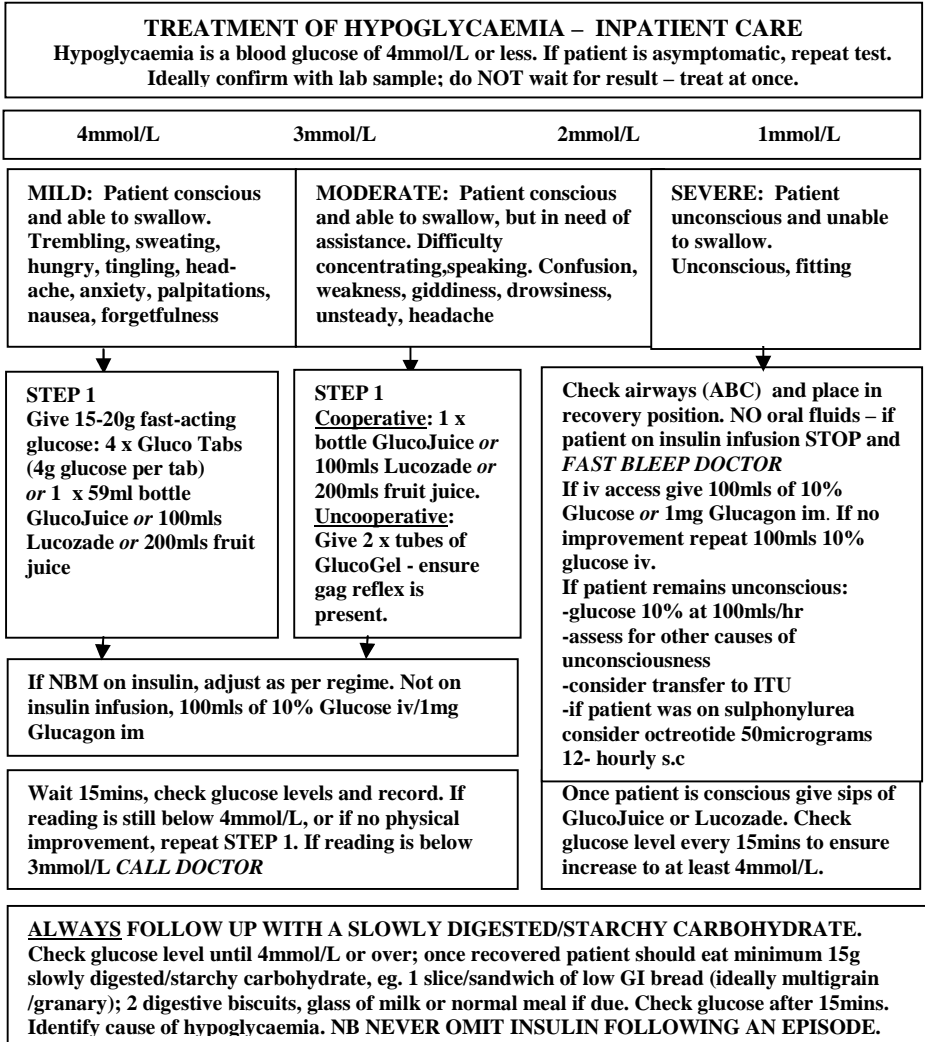 TREATMENT OF HYPOGLYCAEMIA – INPATIENT CARE
Hypoglycaemia is a blood glucose of 4mmol/L or less. If patient is asymptomatic, repeat test.
Ideally confirm with lab sample; do NOT wait for result – treat at once.
4mmol/L 3mmol/L 2mmol/L 1mmol/L
MILD: Patient conscious
and able to swallow.
Trembling, sweating,
hungry, tingling, head-
ache, anxiety, palpitations,
nausea, forgetfulness
MODERATE: Patient conscious
and able to swallow, but in need of
assistance. Difficulty
concentrating,speaking. Confusion,
weakness, giddiness, drowsiness,
unsteady, headache
SEVERE: Patient
unconscious and unable
to swallow.
Unconscious, fitting
STEP 1
Give 15-20g fast-acting
glucose: 4 x Gluco Tabs
(4g glucose per tab)
or 1 x 59ml bottle
GlucoJuice or 100mls
Lucozade or 200mls fruit
juice
STEP 1
Cooperative: 1 x
bottle GlucoJuice or
100mls Lucozade or
200mls fruit juice.
Uncooperative:
Give 2 x tubes of
GlucoGel - ensure
gag reflex is
present.
Check airways (ABC) and place in
recovery position. NO oral fluids – if
patient on insulin infusion STOP and
FAST BLEEP DOCTOR
If iv access give 100mls of 10%
Glucose or 1mg Glucagon im. If no
improvement repeat 100mls 10%
glucose iv.
If patient remains unconscious:
-glucose 10% at 100mls/hr
-assess for other causes of
unconsciousness
-consider transfer to ITU
-if patient was on sulphonylurea
consider octreotide 50micrograms
12- hourly s.c
If NBM on insulin, adjust as per regime. Not on
insulin infusion, 100mls of 10% Glucose iv/1mg
Glucagon im
Wait 15mins, check glucose levels and record. If
reading is still below 4mmol/L, or if no physical
improvement, repeat STEP 1. If reading is below
3mmol/L CALL DOCTOR
Once patient is conscious give sips of
GlucoJuice or Lucozade. Check
glucose level every 15mins to ensure
increase to at least 4mmol/L.
ALWAYS FOLLOW UP WITH A SLOWLY DIGESTED/STARCHY CARBOHYDRATE.
Check glucose level until 4mmol/L or over; once recovered patient should eat minimum 15g
slowly digested/starchy carbohydrate, eg. 1 slice/sandwich of low GI bread (ideally multigrain
/granary); 2 digestive biscuits, glass of milk or normal meal if due. Check glucose after 15mins.
Identify cause of hypoglycaemia. NB NEVER OMIT INSULIN FOLLOWING AN EPISODE.